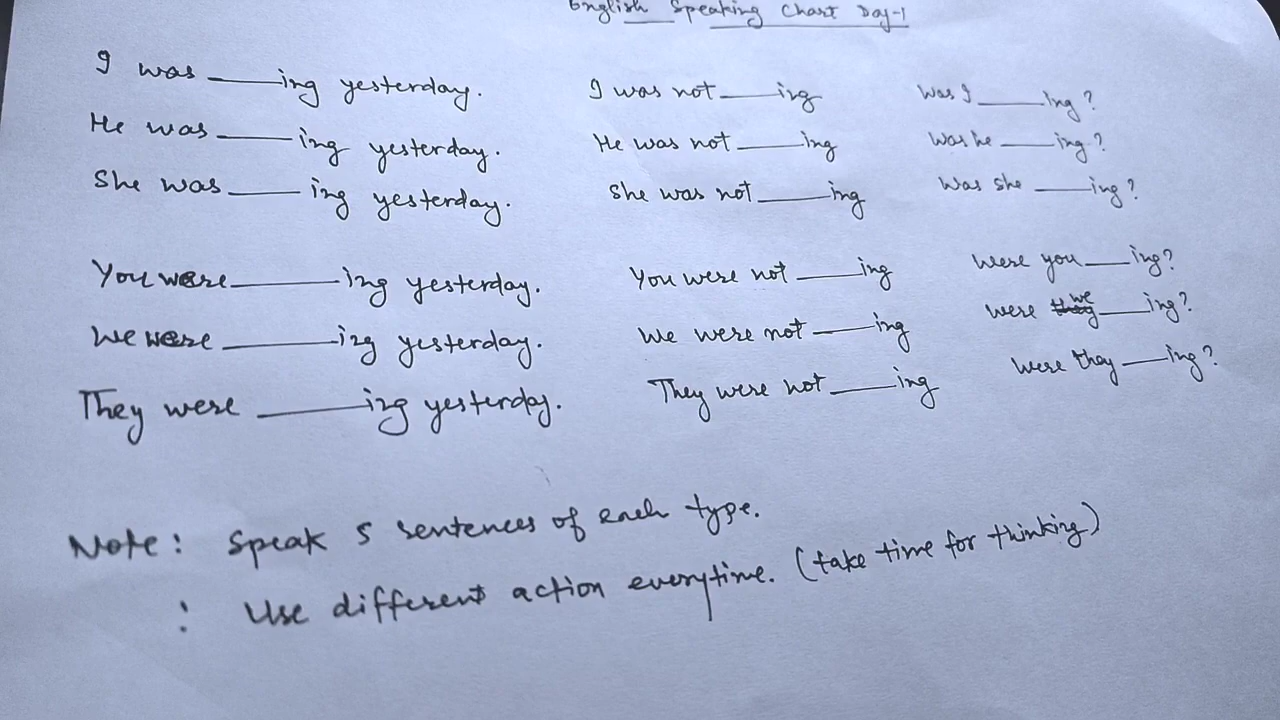 English Speaking Chart Day-1
I was ____ing yesterday.
He was ____ing yesterday.
She was ____ing yesterday.
You were ____ing yesterday.
We were ____ing yesterday.
They were ____ing yesterday.
I was not ____ing
He was not ____ing
She was not ____ing
You were not ____ing
We were not ____ing
They were not ____ing
Was I ____ing?
Was he ____ing?
Was she ____ing?
Were you ____ing?
Were we ____ing?
Were they ____ing?
Note: Speak 5 sentences of each type.
: Use different action everytime. (take time for thinking)